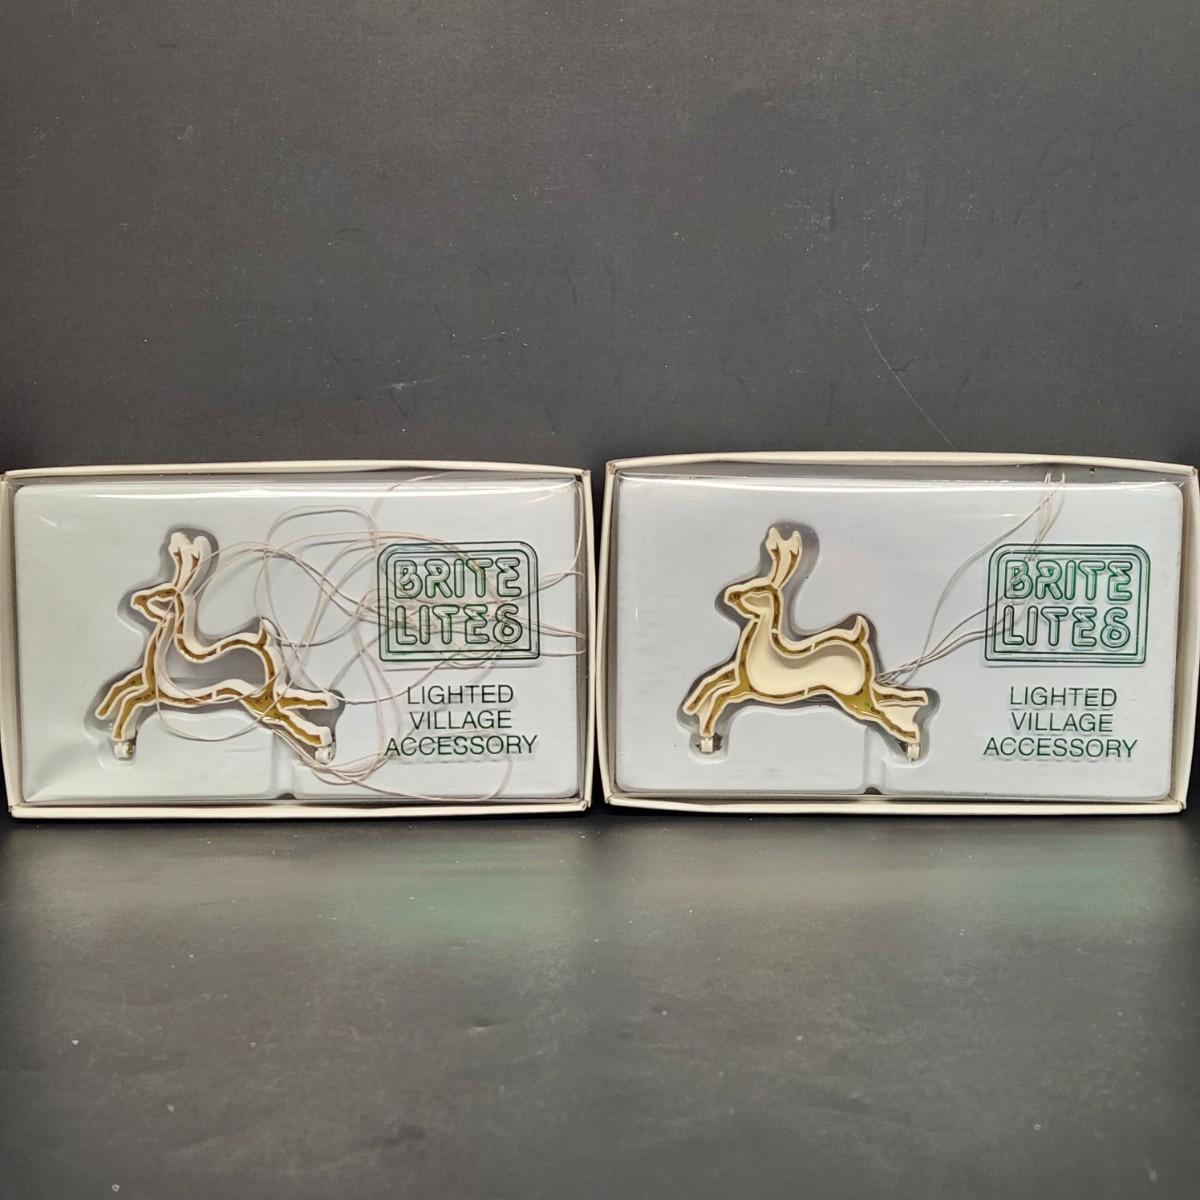 BRITE
LITES
LIGHTED
VILLAGE
ACCESSORY
BRITE
LITES
LIGHTED
VILLAGE
ACCESSORY